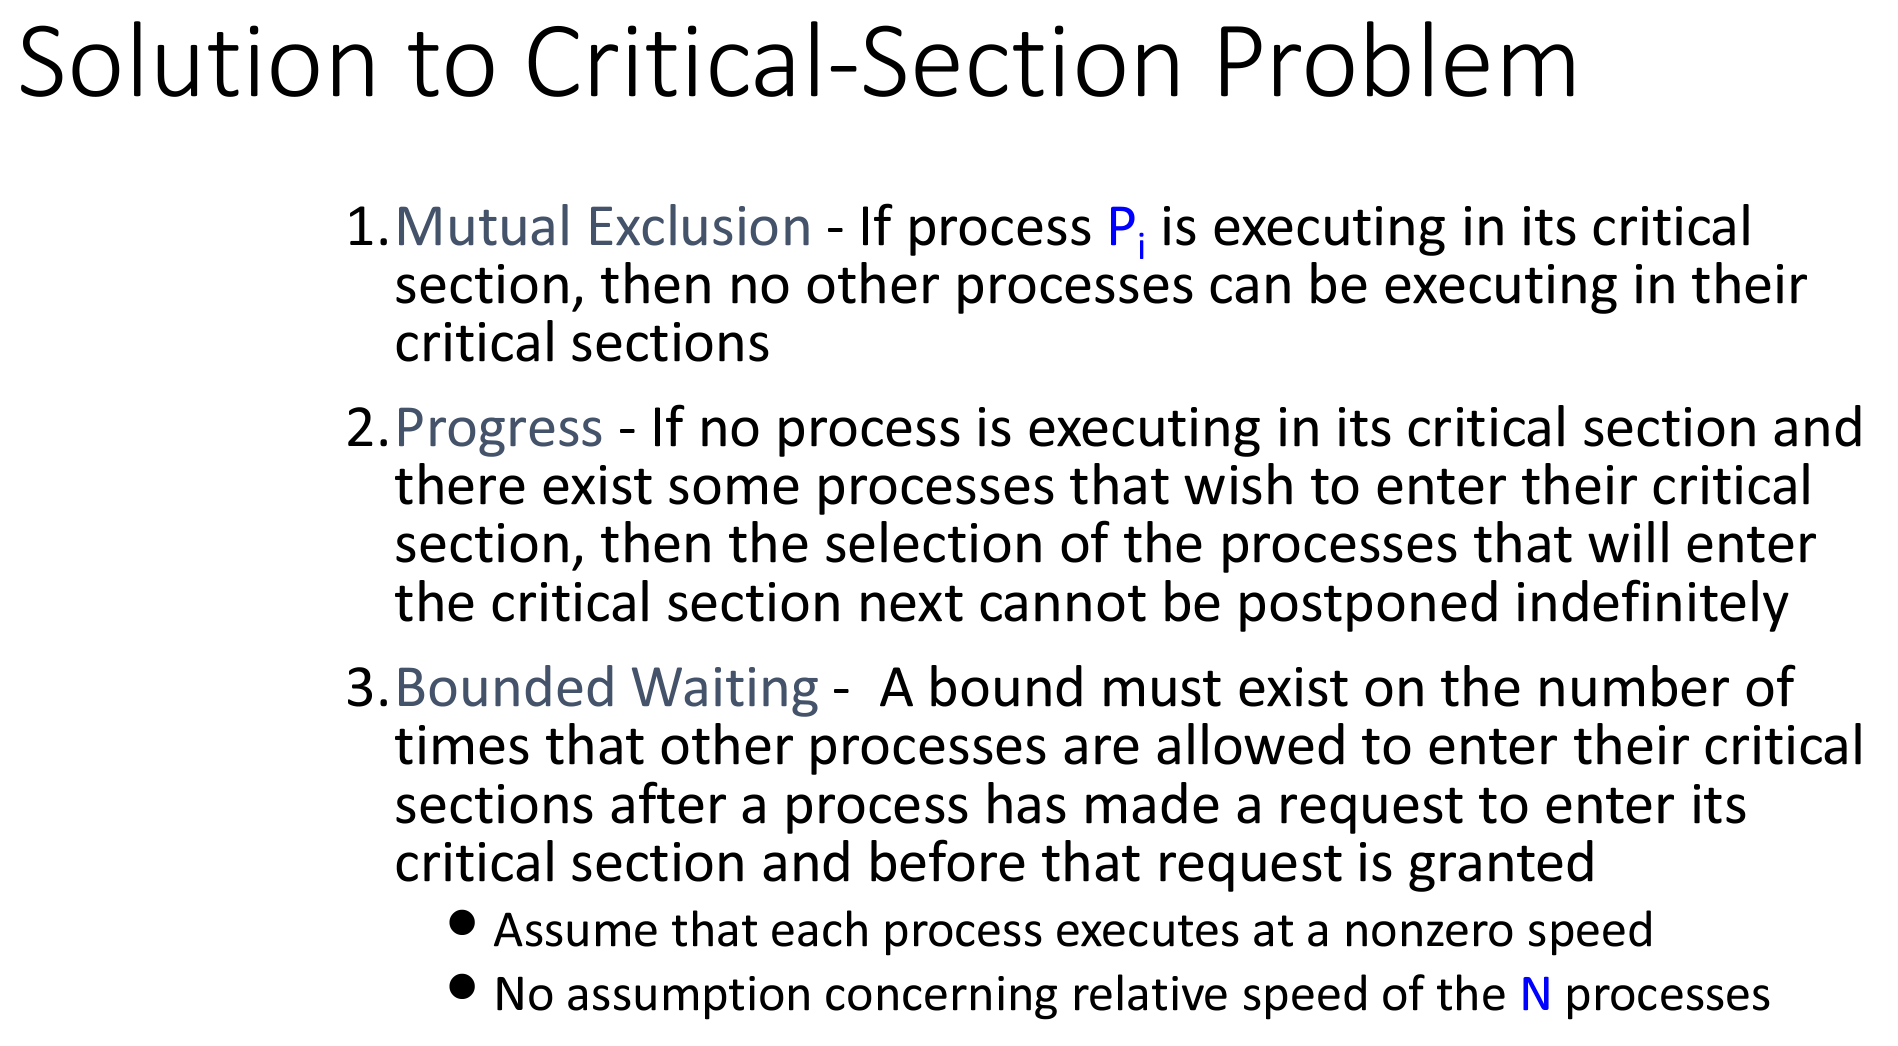 Solution to Critical-Section Problem
1. Mutual Exclusion - If process Pi is executing in its critical
section, then no other processes can be executing in their
critical sections
2. Progress - If no process is executing in its critical section and
there exist some processes that wish to enter their critical
section, then the selection of the processes that will enter
the critical section next cannot be postponed indefinitely
3. Bounded Waiting - A bound must exist on the number of
times that other processes are allowed to enter their critical
sections after a process has made a request to enter its
critical section and before that request is granted
● Assume that each process executes at a nonzero speed
● No assumption concerning relative speed of the N processes